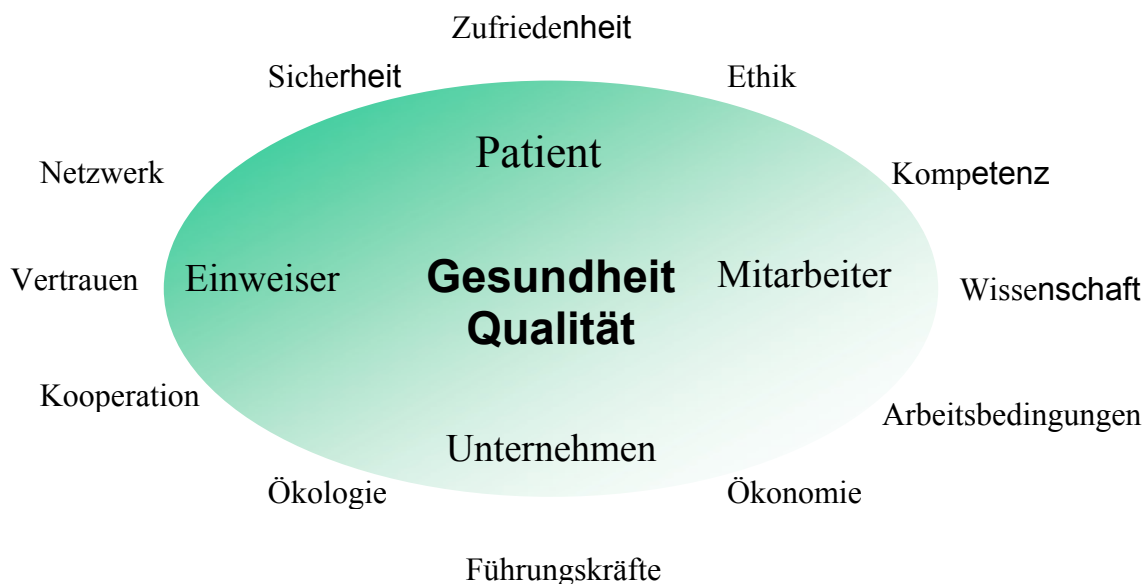 Zufriedenheit
Sicherheit
Ethik
Patient
Netzwerk
Kompetenz
Vertrauen
Einweiser
Gesundheit
Qualität
Mitarbeiter
Wissenschaft
Kooperation
Arbeitsbedingungen
Unternehmen
Ökologie
Ökonomie
Führungskräfte